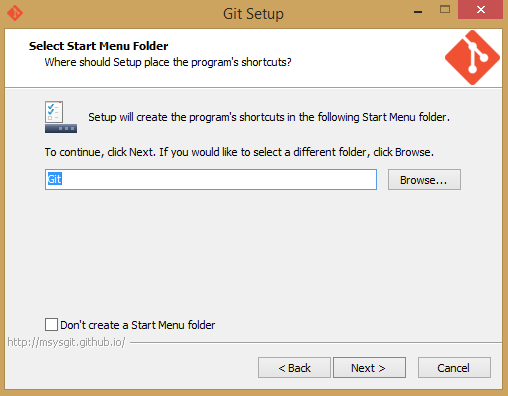 Git Setup
Select Start Menu Folder
Where should Setup place the program's shortcuts?
Setup will create the program's shortcuts in the following Start Menu folder.
To continue, click Next. If you would like to select a different folder, click Browse.
Git
Browse...
Don't create a Start Menu folder
http://msysgit.github.io/
< Back
Next >
Cancel